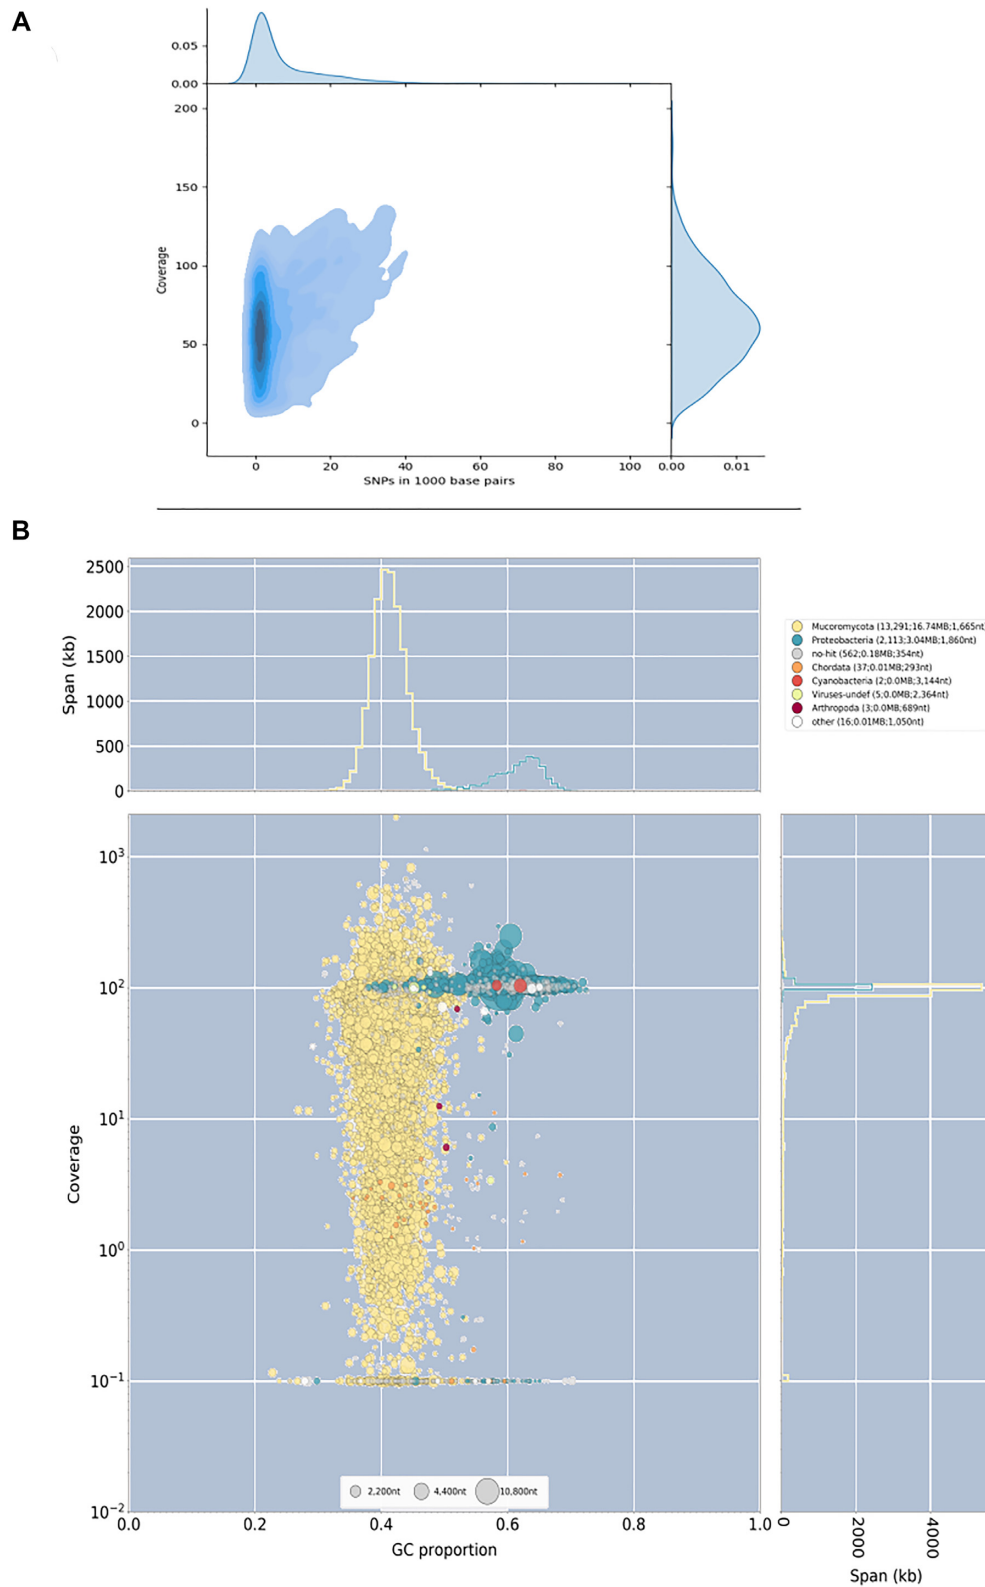 A
0.05
0.00
200
150
100
50
0
Coverage
0 20 40 60 80 100 0.00 0.01
SNPs in 1000 base pairs
B
2500
2000
1500
1000
500
0
Span (kb)
Mucoromycota (13,291;16.74MB;1,665nt)
Proteobacteria (2,113;3.04MB;1,860nt)
no-hit (562;0.18MB;354nt)
Chordata (37;0.01MB;293nt)
Cyanobacteria (2;0.0MB;3,144nt)
Viruses-undef (5;0.0MB;2,364nt)
Arthropoda (3;0.0MB;689nt)
other (16;0.01MB;1,050nt)
10³
10²
10¹
10⁰
10⁻¹
10⁻²
Coverage
2,200nt 4,400nt 10,800nt
0.0 0.2 0.4 0.6 0.8 1.0
GC proportion
0 2000 4000
Span (kb)